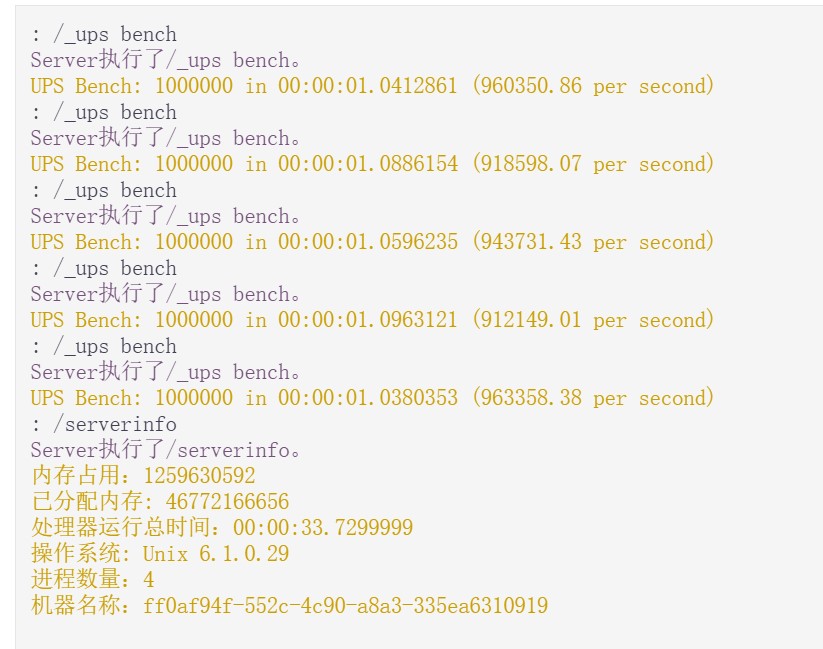 : /_ups bench
Server执行了/_ups bench。
UPS Bench: 1000000 in 00:00:01.0412861 (960350.86 per second)
: /_ups bench
Server执行了/_ups bench。
UPS Bench: 1000000 in 00:00:01.0886154 (918598.07 per second)
: /_ups bench
Server执行了/_ups bench。
UPS Bench: 1000000 in 00:00:01.0596235 (943731.43 per second)
: /_ups bench
Server执行了/_ups bench。
UPS Bench: 1000000 in 00:00:01.0963121 (912149.01 per second)
: /_ups bench
Server执行了/_ups bench。
UPS Bench: 1000000 in 00:00:01.0380353 (963358.38 per second)
: /serverinfo
Server执行了/serverinfo。
内存占用: 1259630592
已分配内存: 46772166656
处理器运行总时间: 00:00:33.7299999
操作系统: Unix 6.1.0.29
进程数量: 4
机器名称: ff0af94f-552c-4c90-a8a3-335ea6310919